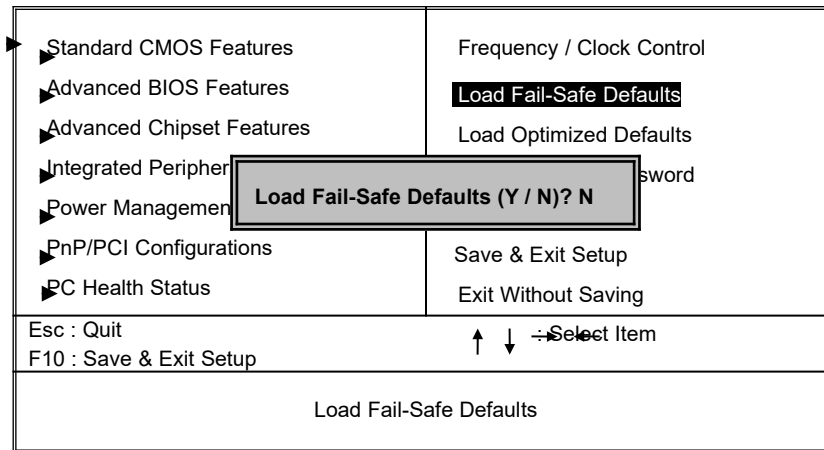 Standard CMOS Features
Advanced BIOS Features
Advanced Chipset Features
Integrated Peripher
Power Managemen
PnP/PCI Configurations
PC Health Status
Frequency / Clock Control
Load Fail-Safe Defaults
Load Optimized Defaults
sword
Save & Exit Setup
Exit Without Saving
Load Fail-Safe Defaults (Y / N)? N
Esc : Quit
F10 : Save & Exit Setup
↑ ↓ → ← : Select Item
Load Fail-Safe Defaults